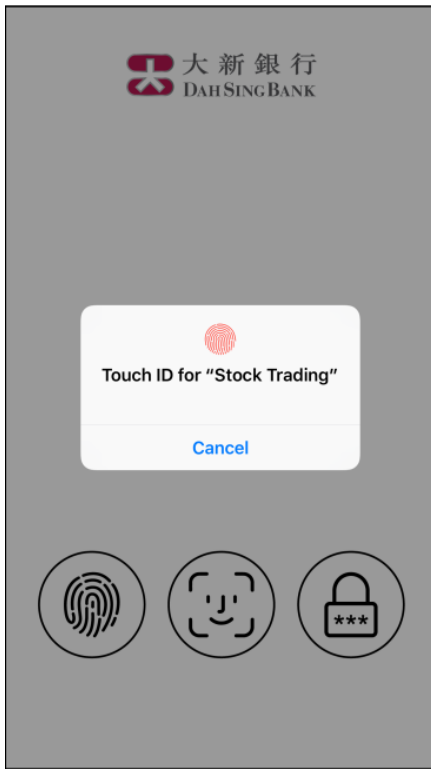 大新銀行
DAH SING BANK
Touch ID for “Stock Trading”
Cancel
***